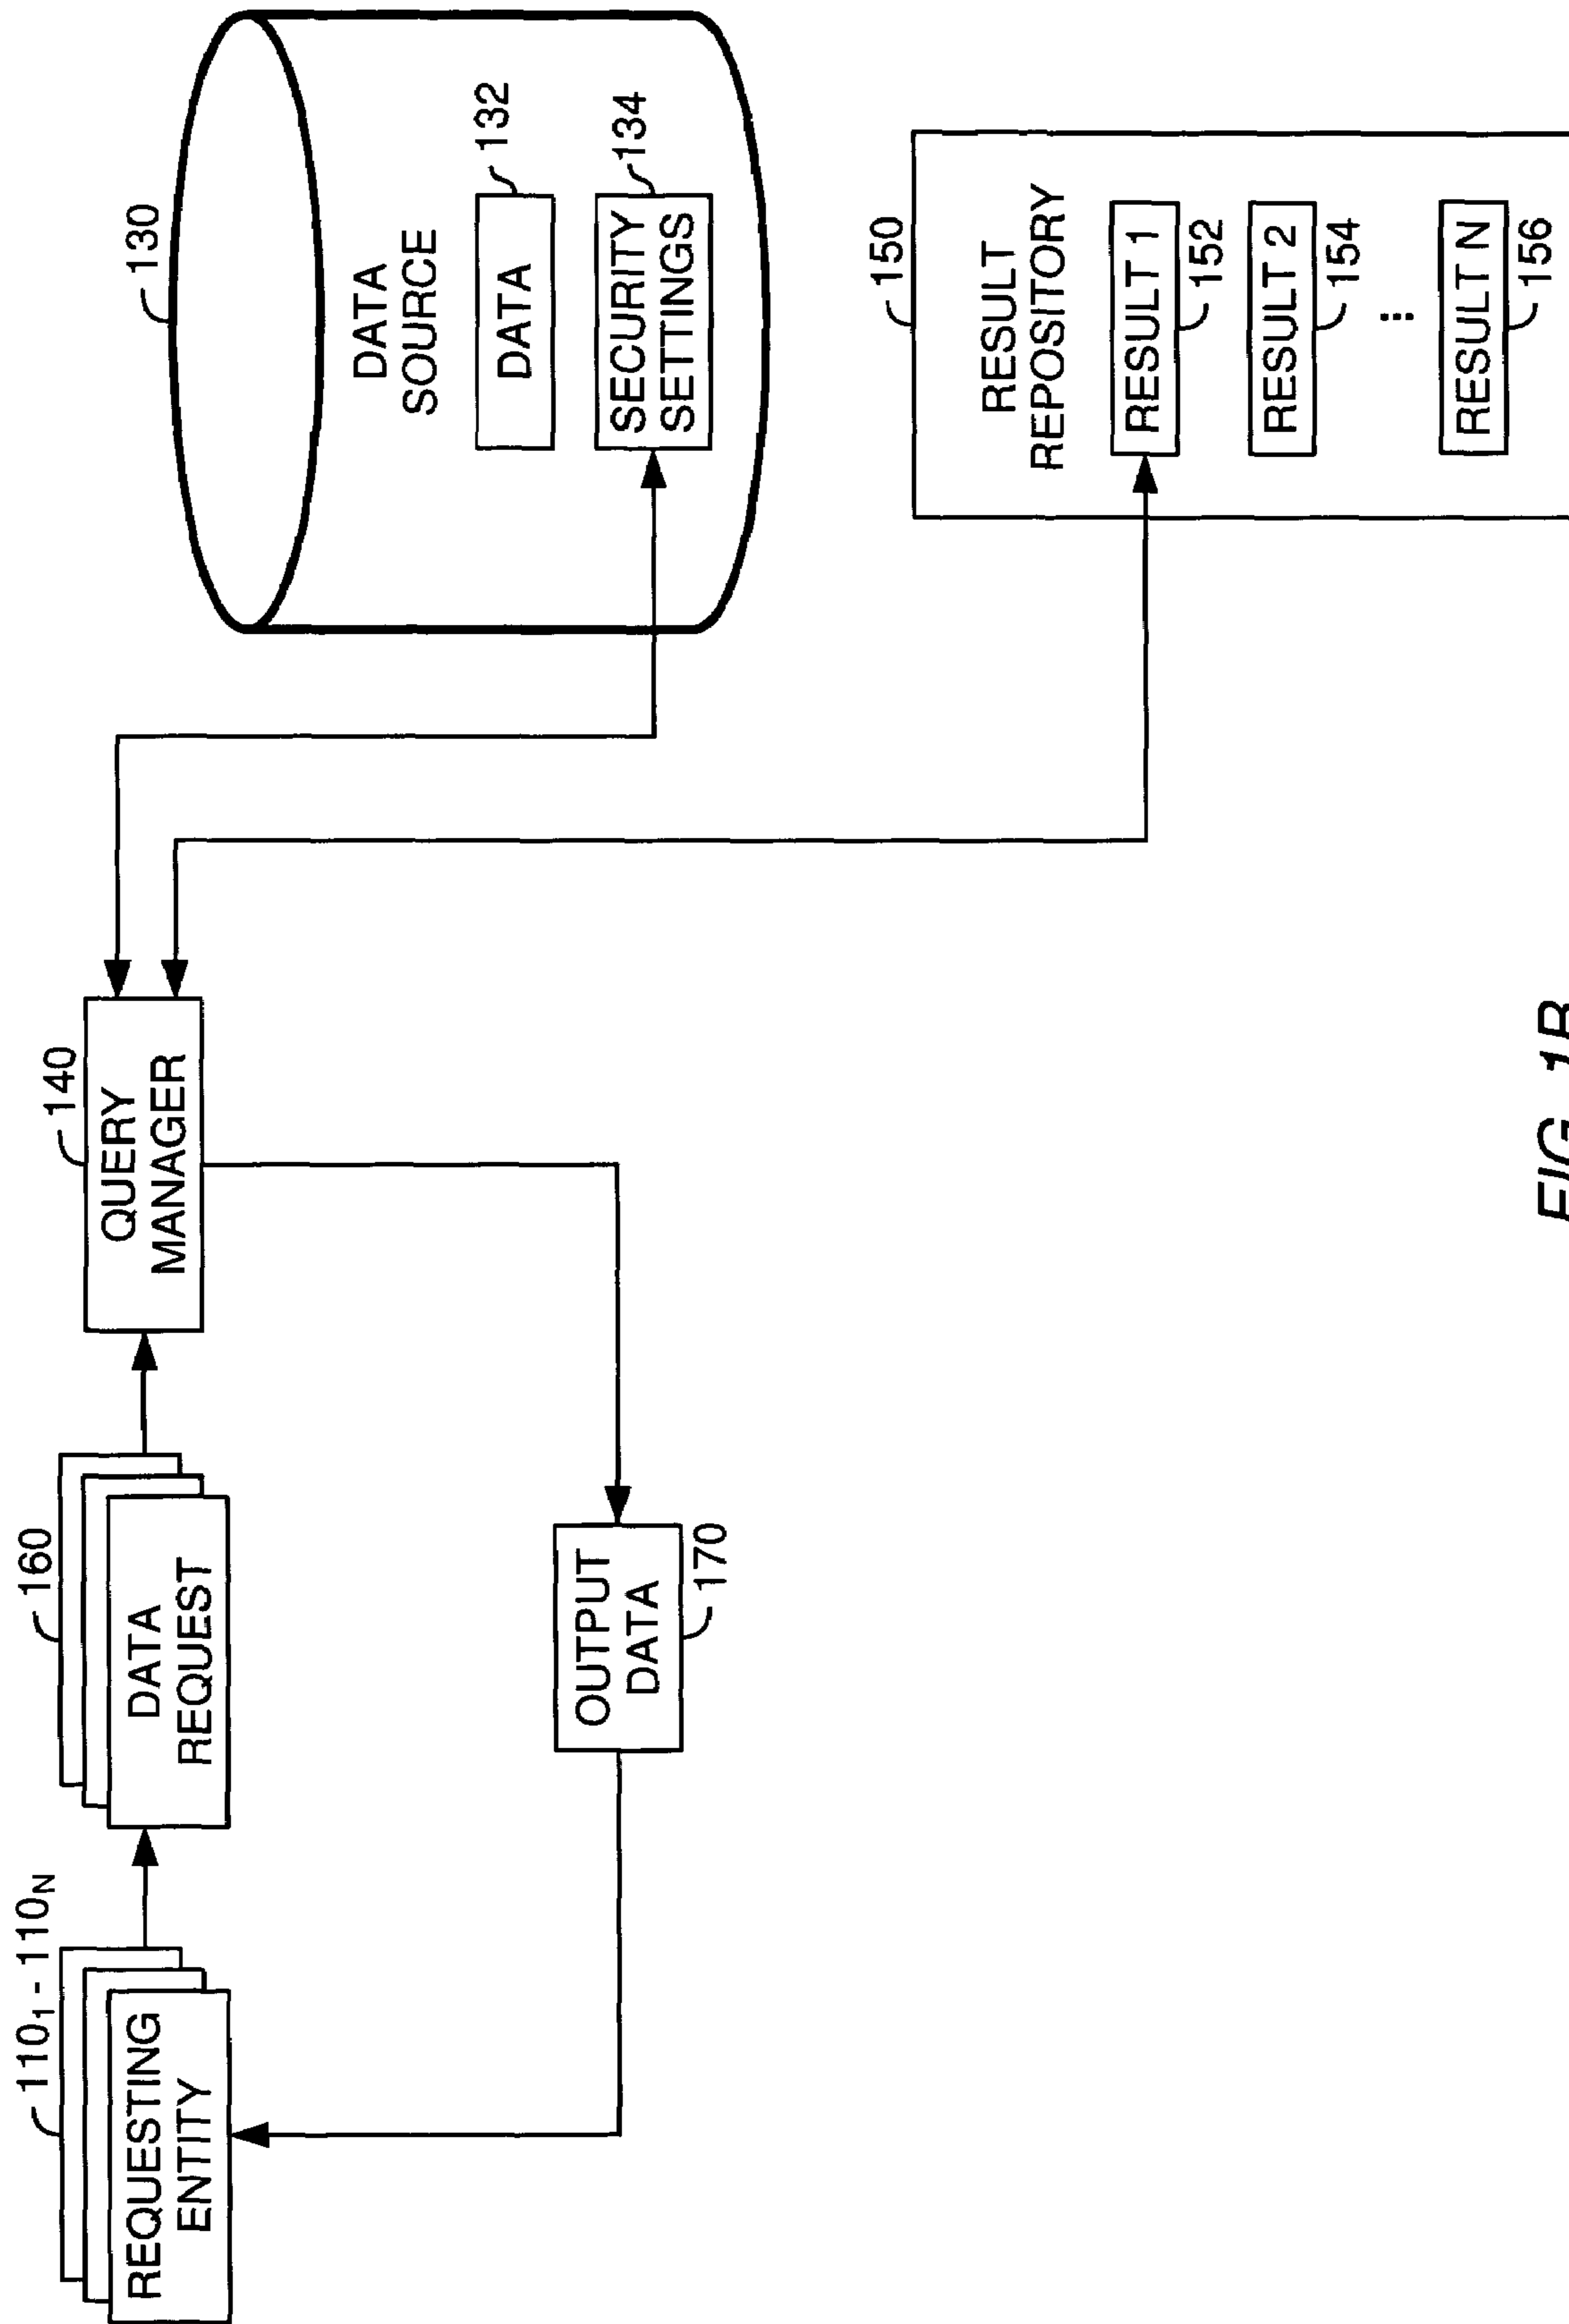 110₁ - 110ɴ
REQUESTING
ENTITY
160
DATA
REQUEST
140
QUERY
MANAGER
OUTPUT
DATA
170
130
DATA
SOURCE
DATA
132
SECURITY
SETTINGS
134
150
RESULT
REPOSITORY
RESULT 1
152
RESULT 2
154
...
RESULT N
156
FIG. 1B